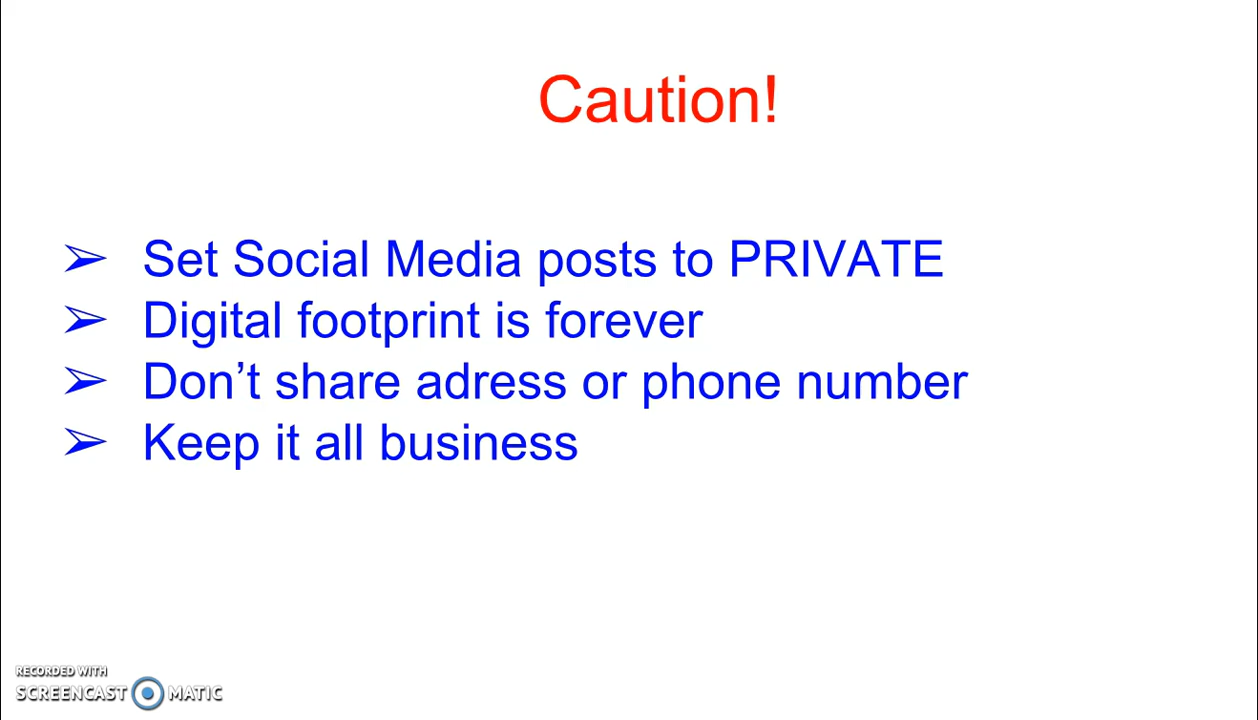 Caution!
➢ Set Social Media posts to PRIVATE
➢ Digital footprint is forever
➢ Don’t share adress or phone number
➢ Keep it all business
RECORDED WITH
SCREENCAST MATIC